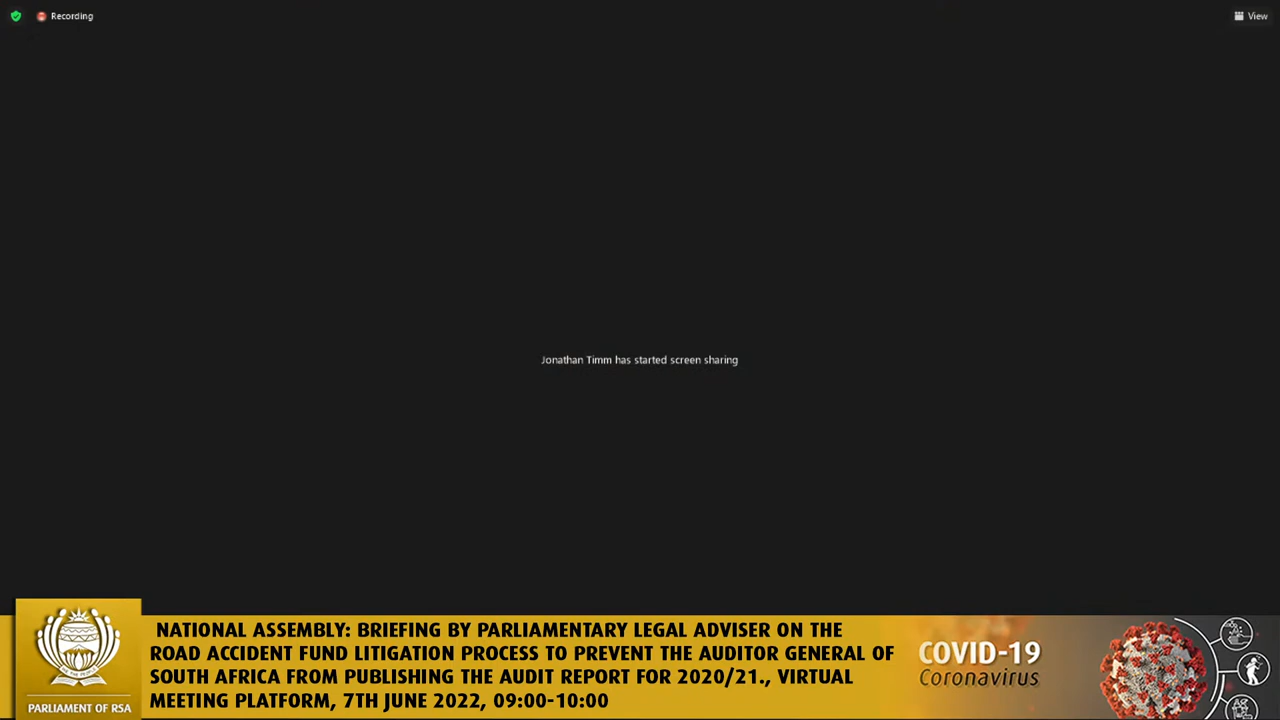 Recording
View
Jonathan Timm has started screen sharing
NATIONAL ASSEMBLY: BRIEFING BY PARLIAMENTARY LEGAL ADVISER ON THE
ROAD ACCIDENT FUND LITIGATION PROCESS TO PREVENT THE AUDITOR GENERAL OF
SOUTH AFRICA FROM PUBLISHING THE AUDIT REPORT FOR 2020/21., VIRTUAL
MEETING PLATFORM, 7TH JUNE 2022, 09:00-10:00
PARLIAMENT OF RSA
COVID-19
Coronavirus